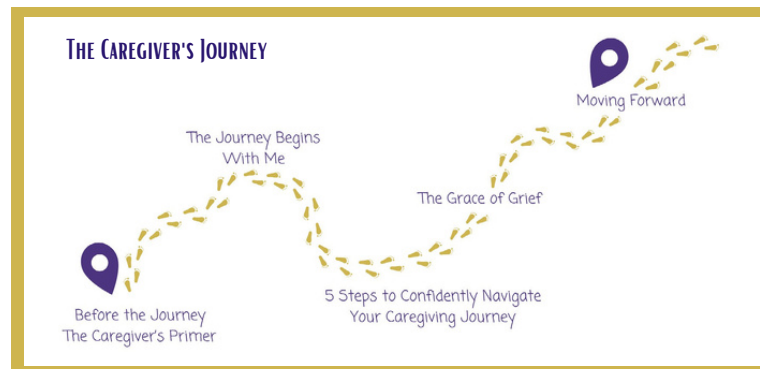 The Caregiver's Journey
Before the Journey
The Caregiver's Primer
The Journey Begins
With Me
5 Steps to Confidently Navigate
Your Caregiving Journey
The Grace of Grief
Moving Forward